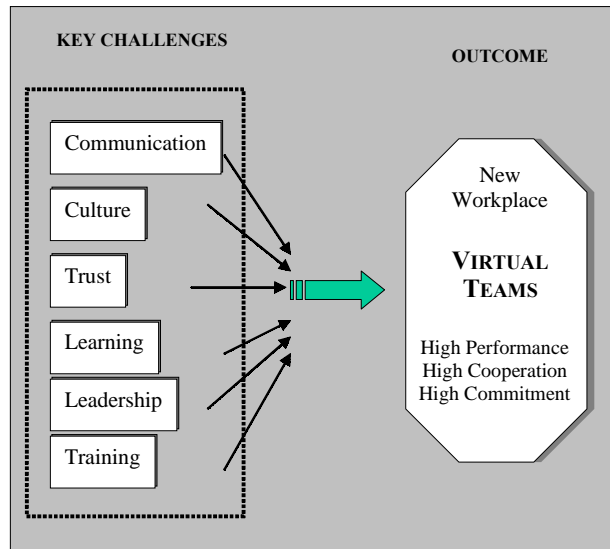 KEY CHALLENGES
Communication
Culture
Trust
Learning
Leadership
Training
OUTCOME
New
Workplace
VIRTUAL
TEAMS
High Performance
High Cooperation
High Commitment